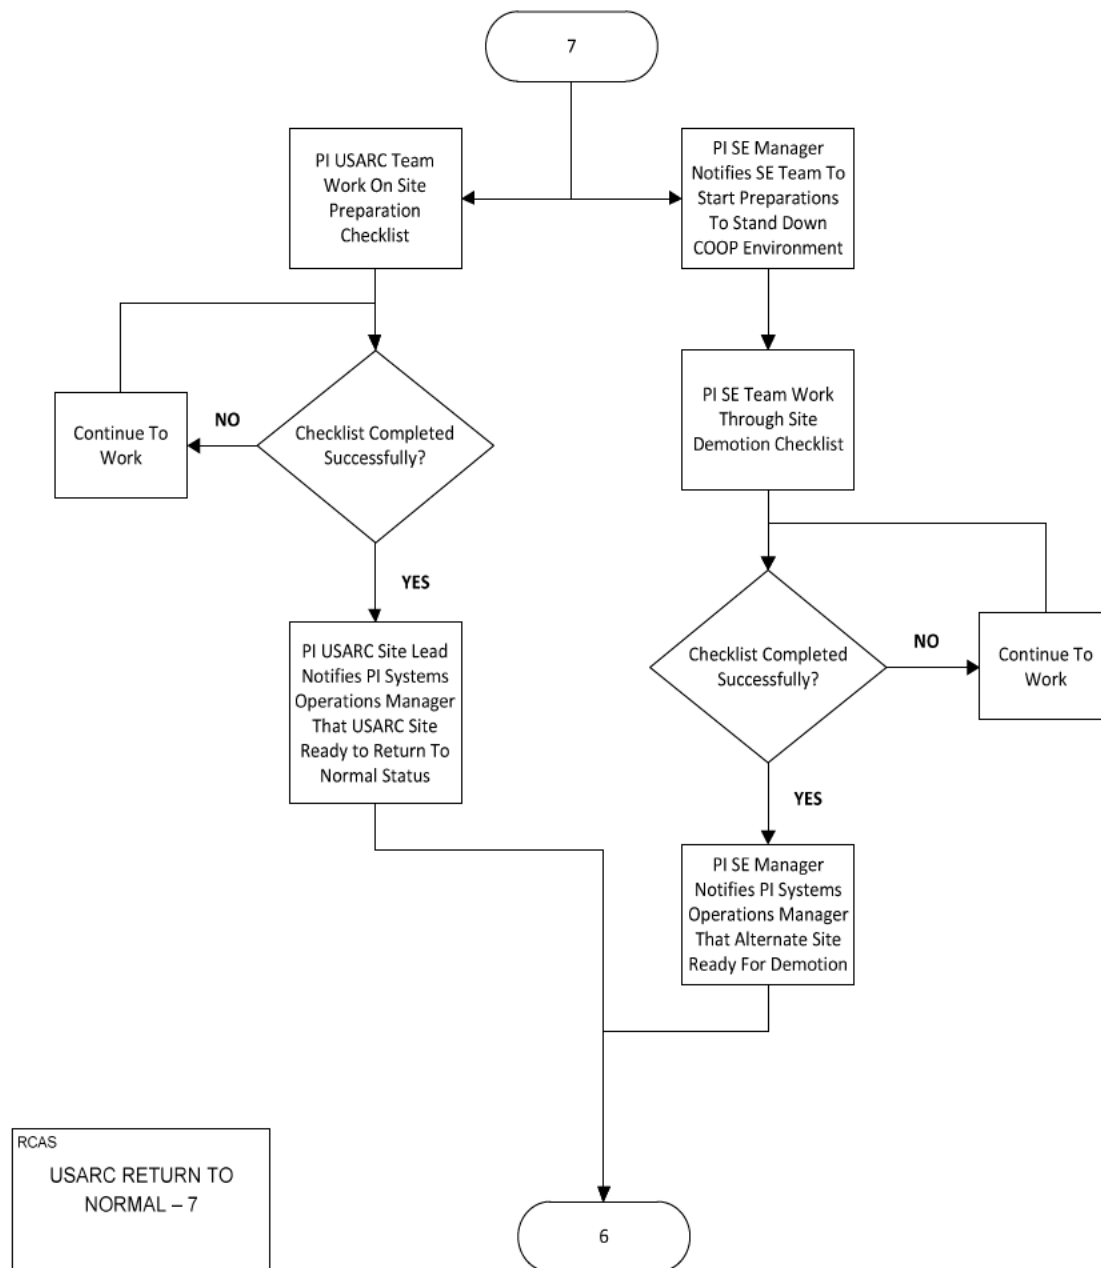 7
PI USARC Team
Work On Site
Preparation
Checklist
PI SE Manager
Notifies SE Team To
Start Preparations
To Stand Down
COOP Environment
Continue To
Work
NO
Checklist Completed
Successfully?
YES
PI SE Team Work
Through Site
Demotion Checklist
PI USARC Site Lead
Notifies PI Systems
Operations Manager
That USARC Site
Ready to Return To
Normal Status
Checklist Completed
Successfully?
NO
Continue To
Work
YES
PI SE Manager
Notifies PI Systems
Operations Manager
That Alternate Site
Ready For Demotion
RCAS
USARC RETURN TO
NORMAL – 7
6